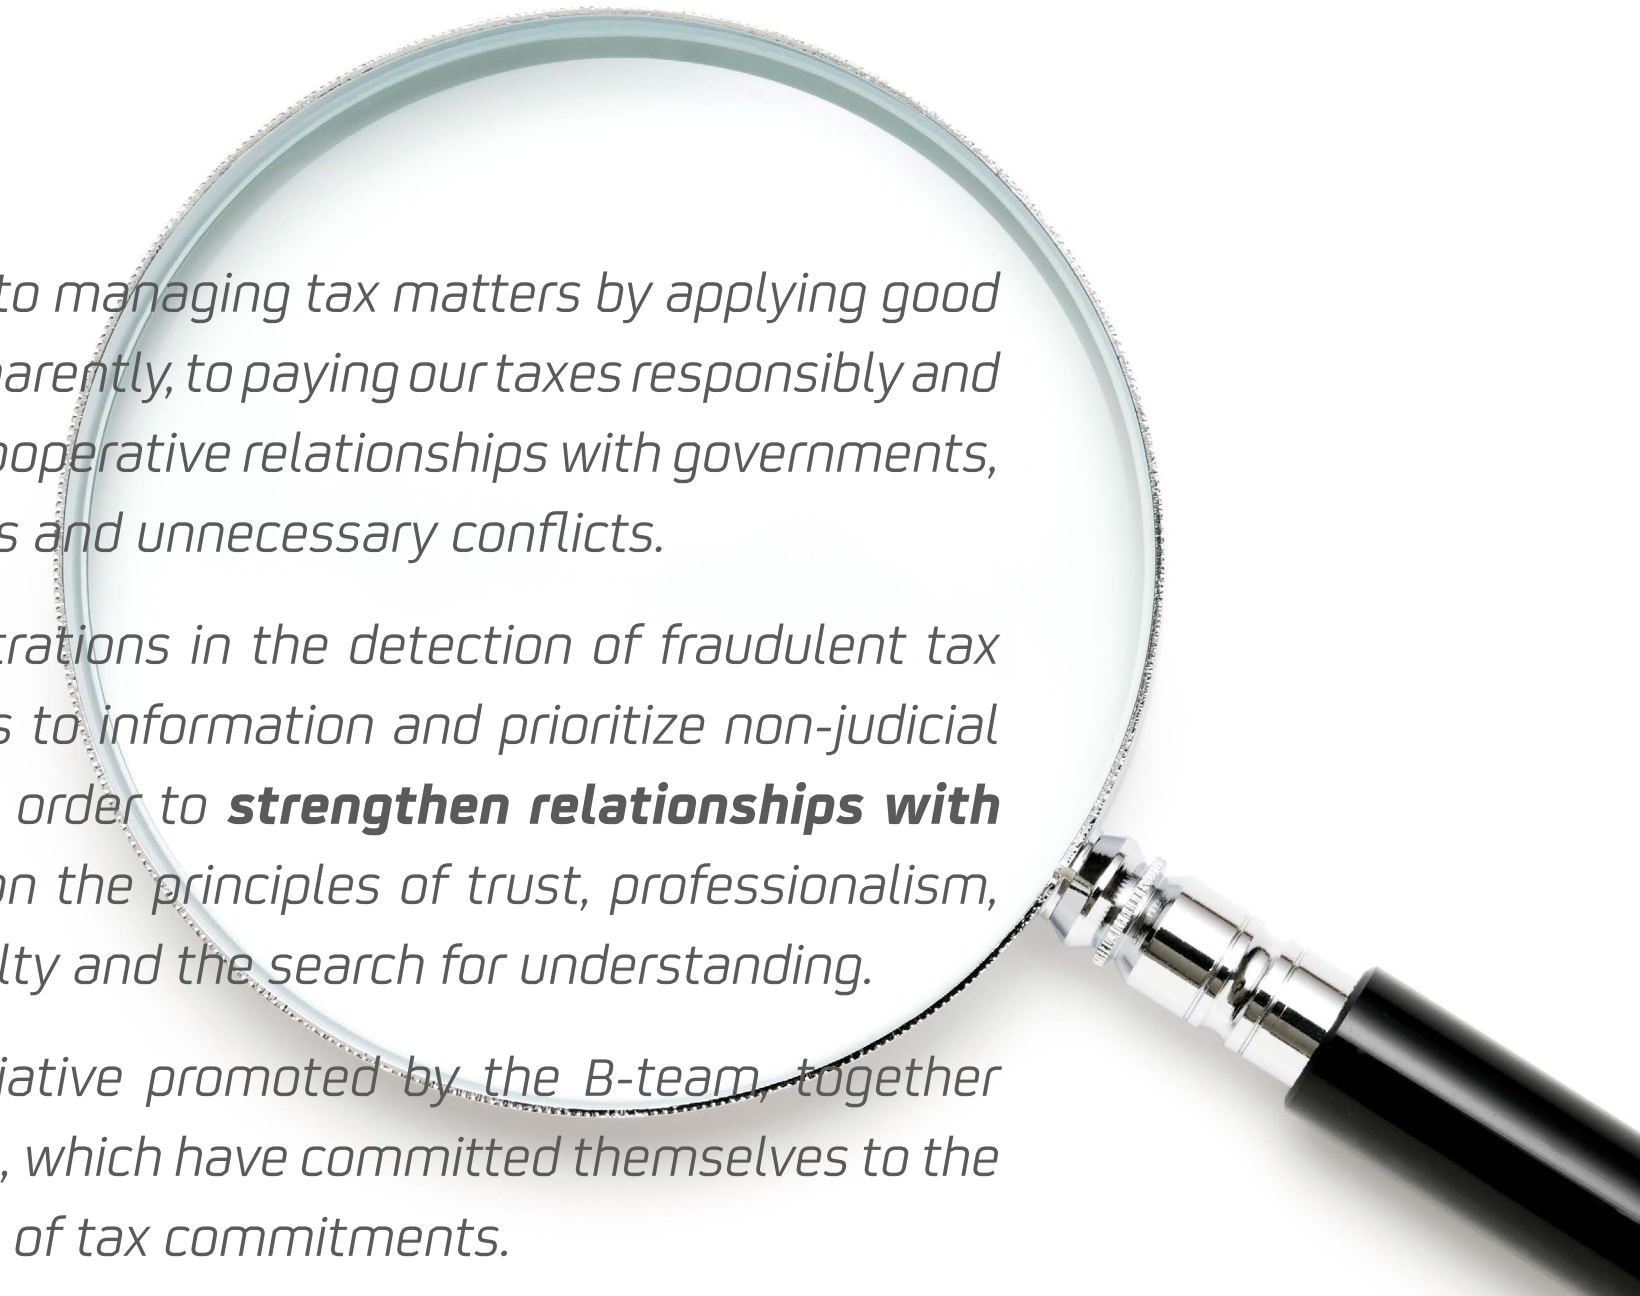 to managing tax matters by applying good
arently, to paying our taxes responsibly and
ooperative relationships with governments,
s and unnecessary conflicts.
trations in the detection of fraudulent tax
s to information and prioritize non-judicial
order to strengthen relationships with
on the principles of trust, professionalism,
lty and the search for understanding.
iative promoted by the B-team, together
, which have committed themselves to the
of tax commitments.